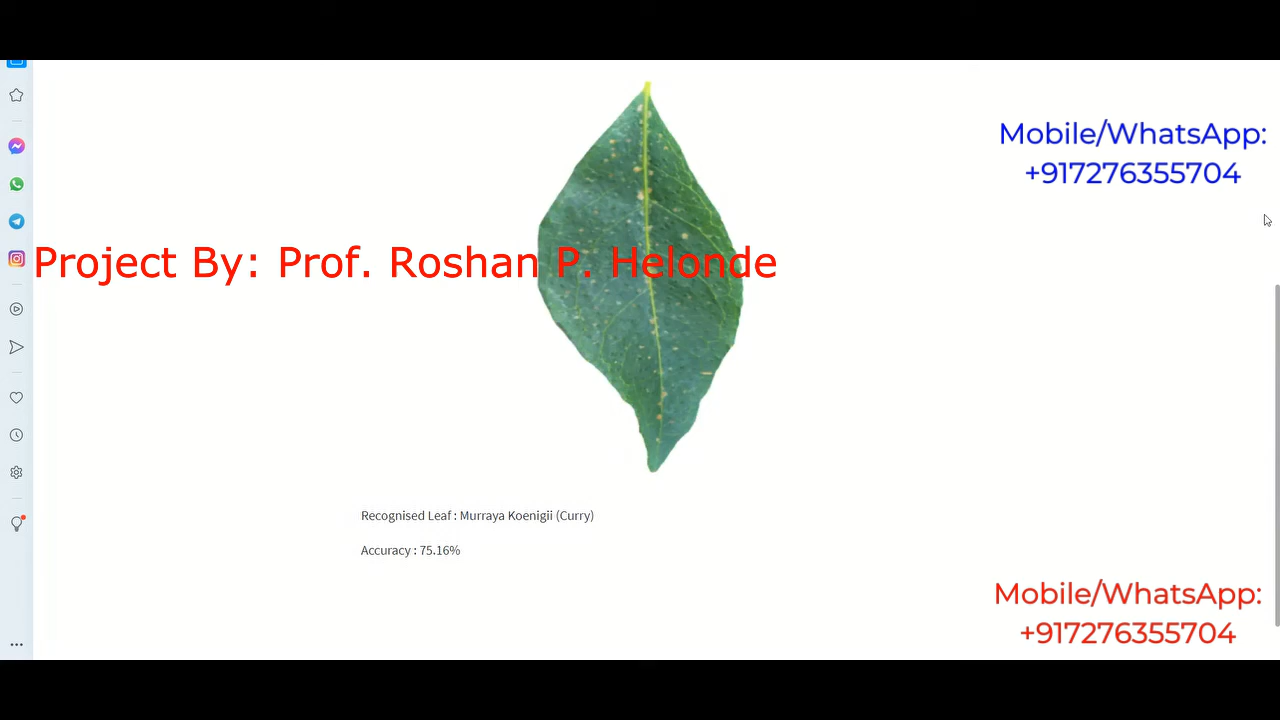 Mobile/WhatsApp:
+917276355704
Project By: Prof. Roshan P. Helonde
Recognised Leaf : Murraya Koenigii (Curry)
Accuracy : 75.16%
Mobile/WhatsApp:
+917276355704